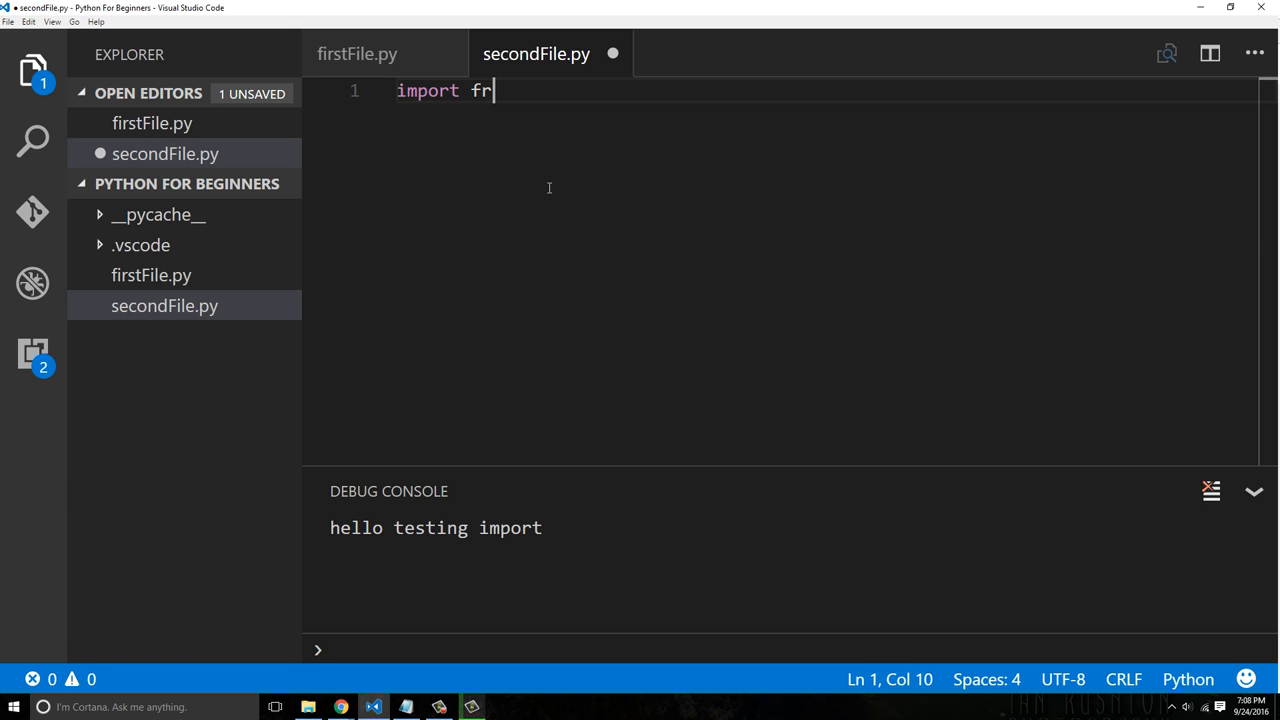 secondFile.py - Python For Beginners - Visual Studio Code
File Edit View Go Help
EXPLORER
firstFile.py
secondFile.py
OPEN EDITORS
1 UNSAVED
firstFile.py
secondFile.py
PYTHON FOR BEGINNERS
__pycache__
.vscode
firstFile.py
secondFile.py
1
2
1 import fr
DEBUG CONSOLE
hello testing import
0 0
Ln 1, Col 10 Spaces: 4 UTF-8 CRLF Python
I'm Cortana. Ask me anything.
IAN RUSHTON
7:08 PM
9/24/2016